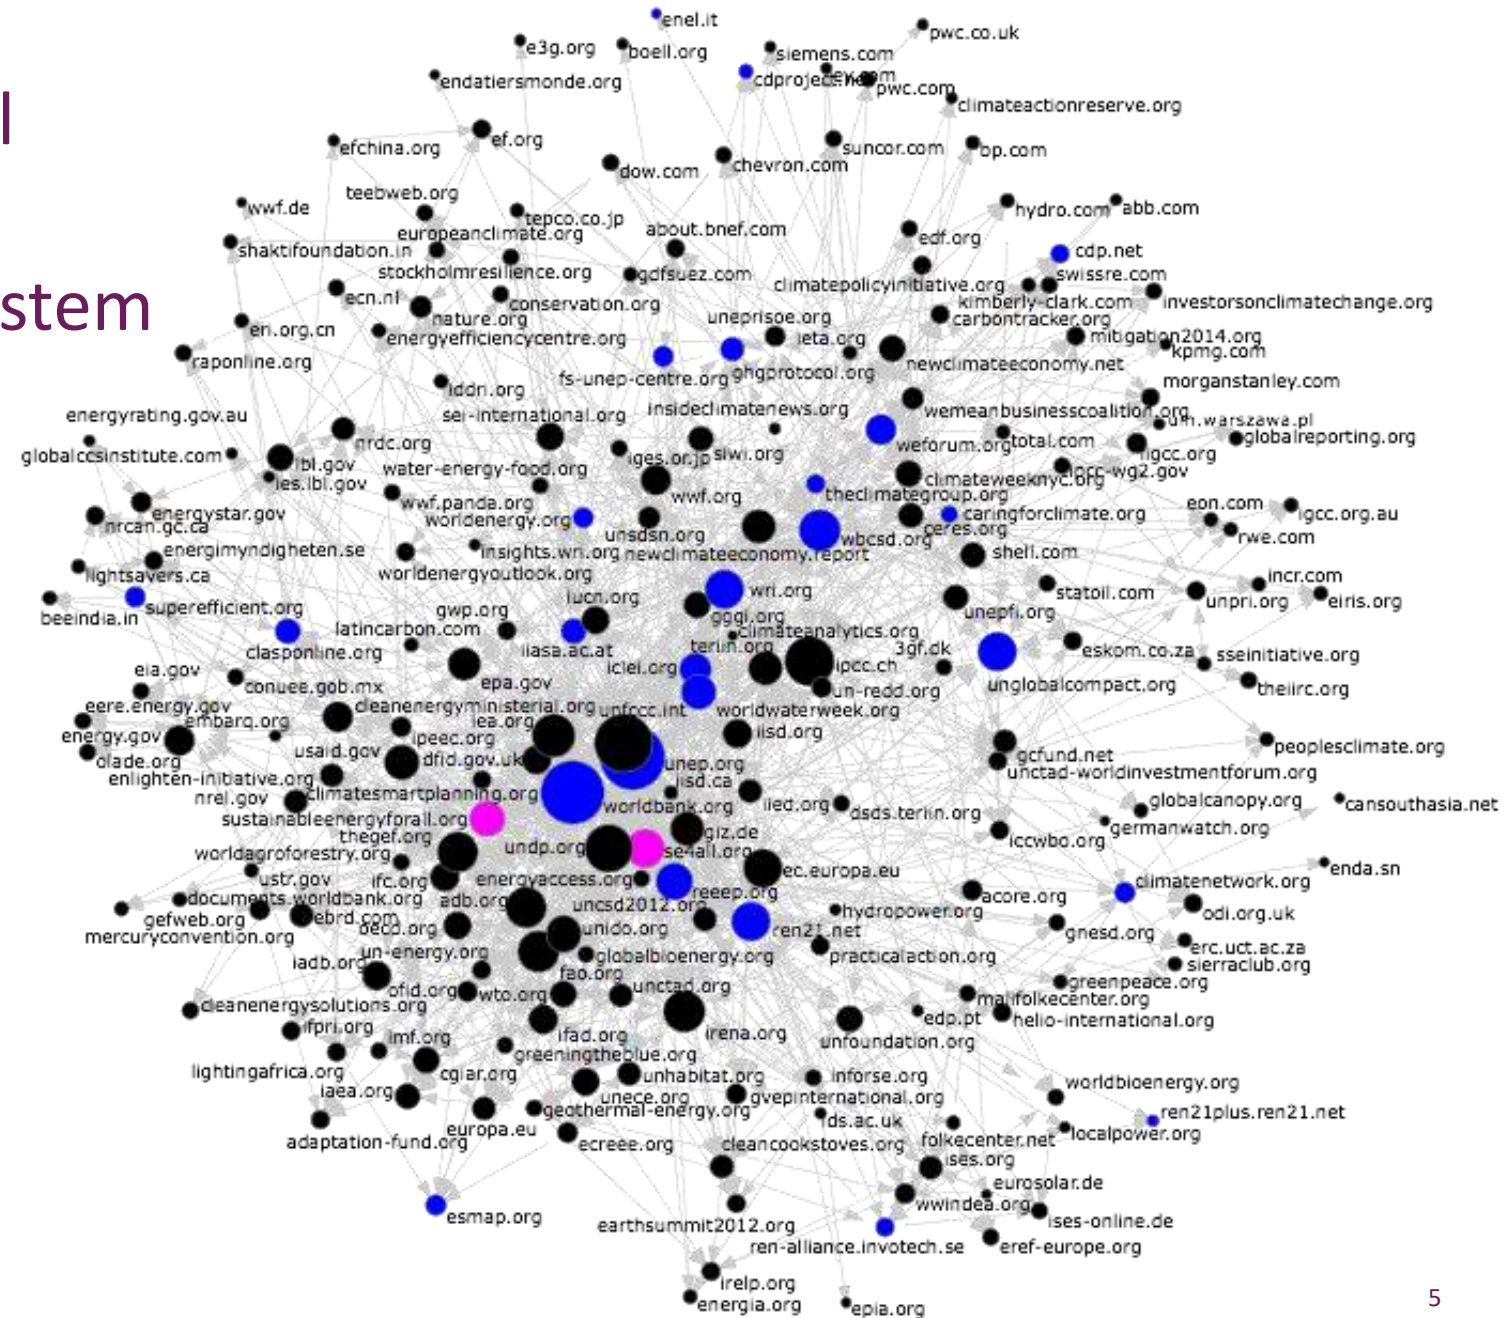 l
stem
enel.it
pwc.co.uk
e3g.org
boell.org
siemens.com
endatiersmonde.org
pwc.com
climateactionreserve.org
efchina.org
ef.org
suncor.com
bp.com
dow.com
chevron.com
teebweb.org
wwf.de
tepco.co.jp
hydro.com
abb.com
europeanclimate.org
about.bnef.com
edf.org
shaktifoundation.in
cdp.net
stockholmresilience.org
gdfsuez.com
climatepolicyinitiative.org
swissre.com
ecn.nl
conservation.org
kimberly-clark.com
investorsonclimatechange.org
nature.org
uneprisoe.org
carbontracker.org
eri.org.cn
energyefficiencycentre.org
ieta.org
mitigation2014.org
kpmg.com
raponline.org
fs-unep-centre.org
ghgprotocol.org
newclimateeconomy.net
iddri.org
morganstanley.com
energyrating.gov.au
sei-international.org
insideclimatenews.org
wemeanbusinesscoalition.org
um.warszawa.pl
nrdc.org
weforum.org
total.com
globalreporting.org
globalccsinstitute.com
lbl.gov
water-energy-food.org
iges.or.jp
siwi.org
iigcc.org
ipcc-wg2.gov
ies.lbl.gov
wwf.panda.org
wwf.org
climateweeknyc.org
theclimategroup.org
eon.com
igcc.org.au
energystar.gov
nrcan.gc.ca
worldenergy.org
unsdsn.org
wbcsd.org
caringforclimate.org
ceres.org
rwe.com
energimyndigheten.se
insights.wri.org
newclimateeconomy.report
shell.com
lightsavers.ca
worldenergyoutlook.org
incr.com
beeindia.in
superefficient.org
gwp.org
iucn.org
wri.org
statoil.com
unpri.org
eiris.org
gggi.org
unepfi.org
latincarbon.com
climateanalytics.org
clasponline.org
iiasa.ac.at
teriin.org
3gf.dk
eskom.co.za
sseinitiative.org
eia.gov
iclei.org
ipcc.ch
conuee.gob.mx
epa.gov
un-redd.org
unglobalcompact.org
theiirc.org
eere.energy.gov
cleanenergyministerial.org
unfccc.int
worldwaterweek.org
embarq.org
iea.org
energy.gov
ipeec.org
iisd.org
peoplesclimate.org
olade.org
usaid.gov
dfid.gov.uk
gcfund.net
enlighten-initiative.org
unep.org
unctad-worldinvestmentforum.org
nrel.gov
climatesmartplanning.org
iisd.ca
worldbank.org
iied.org
dsds.teriin.org
globalcanopy.org
cansouthasia.net
sustainableenergyforall.org
germanwatch.org
thegef.org
undp.org
giz.de
iccwbo.org
worldagroforestry.org
se4all.org
enda.sn
ustr.gov
ifc.org
energyaccess.org
ec.europa.eu
climatenetwork.org
documents.worldbank.org
adb.org
reeep.org
acore.org
gefweb.org
ebrd.com
uncsd2012.org
hydropower.org
odi.org.uk
mercuryconvention.org
oecd.org
unido.org
ren21.net
gnesd.org
erc.uct.ac.za
un-energy.org
globalbioenergy.org
practicalaction.org
sierraclub.org
iadb.org
fao.org
greenpeace.org
ofid.org
wto.org
unctad.org
malifolkecenter.org
cleanenergysolutions.org
edp.pt
helio-international.org
ifpri.org
imf.org
ifad.org
irena.org
unfoundation.org
greeningtheblue.org
lightingafrica.org
cgiar.org
unhabitat.org
inforse.org
worldbioenergy.org
iaea.org
unece.org
gvepinternational.org
geothermal-energy.org
ids.ac.uk
ren21plus.ren21.net
adaptation-fund.org
europa.eu
ecreee.org
cleancookstoves.org
folkecenter.net
localpower.org
ises.org
eurosolar.de
esmap.org
wwindea.org
earthsummit2012.org
ises-online.de
ren-alliance.invotech.se
eref-europe.org
irelp.org
energia.org
epia.org
5